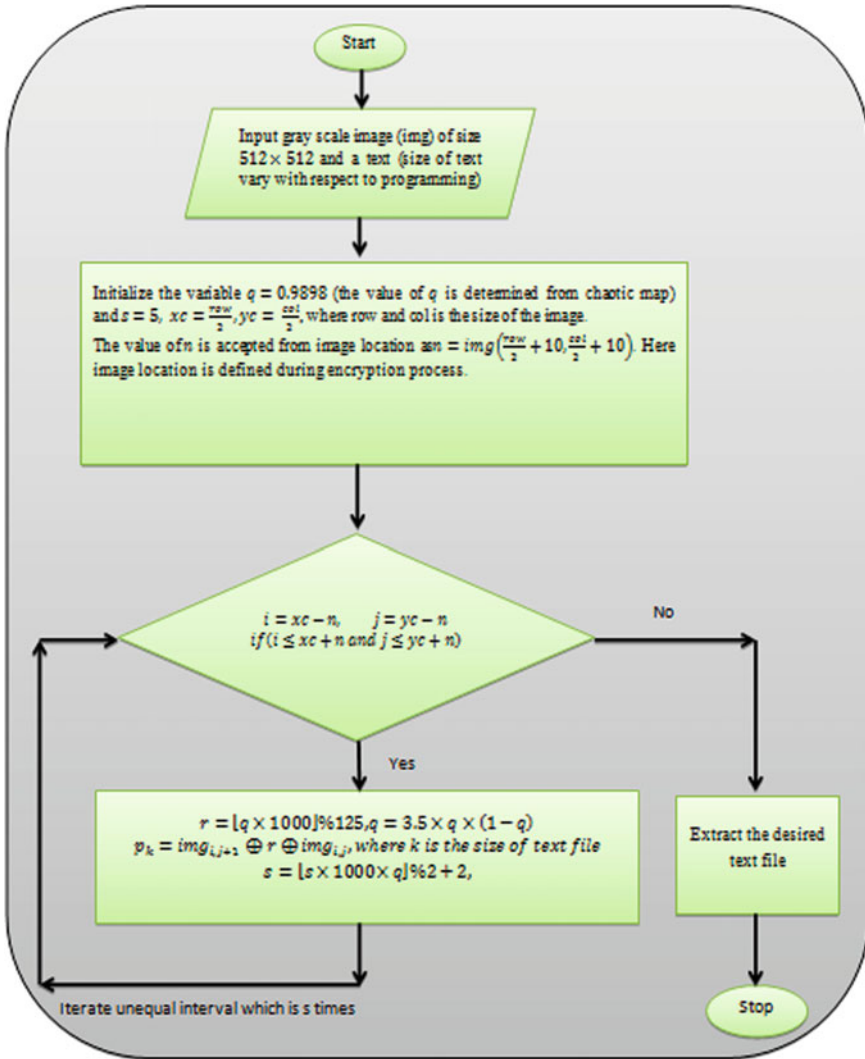 Start
Input gray scale image (img) of size
512 × 512 and a text (size of text
vary with respect to programming)
Initialize the variable q = 0.9898 (the value of q is determined from chaotic map)
and s = 5, xc = row/2, yc = col/2, where row and col is the size of the image.
The value of n is accepted from image location as n = img(row/2 + 10, col/2 + 10). Here
image location is defined during encryption process.
i = xc − n, j = yc − n
if(i ≤ xc + n and j ≤ yc + n)
No
Yes
r = ⌊q × 1000⌋%125, q = 3.5 × q × (1 − q)
p_k = img_{i,j+1} ⊕ r ⊕ img_{i,j}, where k is the size of text file
s = ⌊s × 1000 × q⌋%2 + 2,
Extract the desired
text file
Iterate unequal interval which is s times
Stop